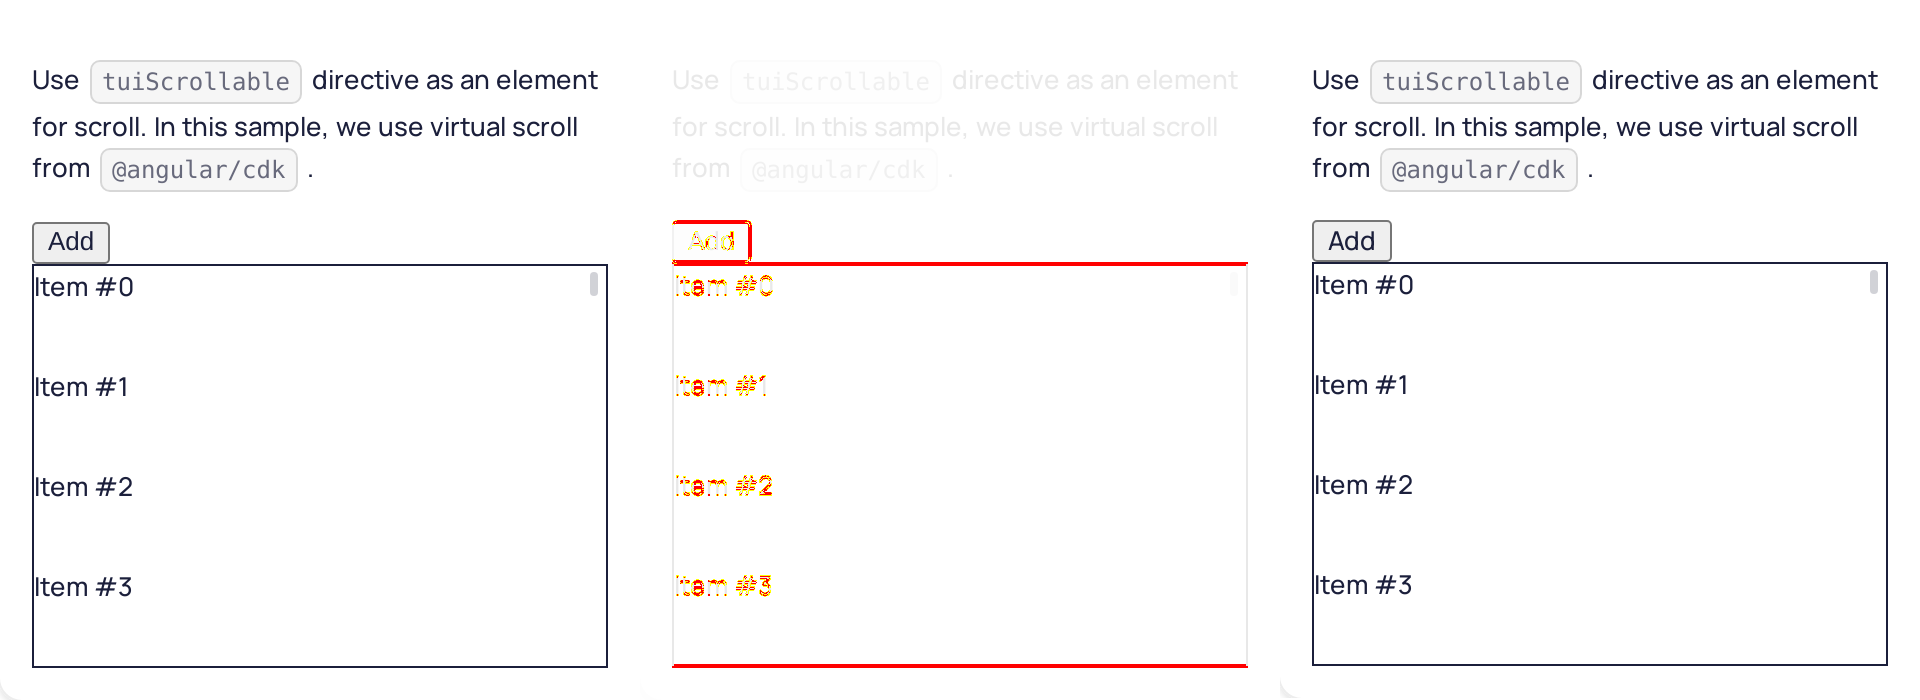 Use tuiScrollable directive as an element
for scroll. In this sample, we use virtual scroll
from @angular/cdk .
Add
Item #0
Item #1
Item #2
Item #3
Use tuiScrollable directive as an element
for scroll. In this sample, we use virtual scroll
from @angular/cdk .
Add
Item #0
Item #1
Item #2
Item #3
Use tuiScrollable directive as an element
for scroll. In this sample, we use virtual scroll
from @angular/cdk .
Add
Item #0
Item #1
Item #2
Item #3